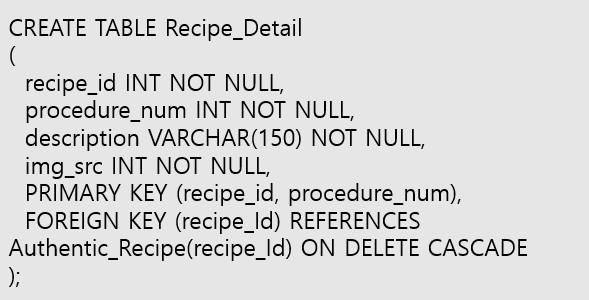 CREATE TABLE Recipe_Detail
(
recipe_id INT NOT NULL,
procedure_num INT NOT NULL,
description VARCHAR(150) NOT NULL,
img_src INT NOT NULL,
PRIMARY KEY (recipe_id, procedure_num),
FOREIGN KEY (recipe_Id) REFERENCES
Authentic_Recipe(recipe_Id) ON DELETE CASCADE
);